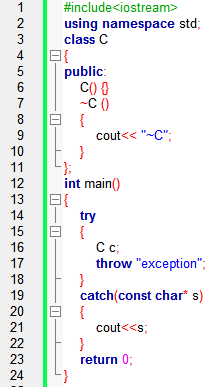 1 #include<iostream>
2 using namespace std;
3 class C
4 {
5 public:
6 C() {}
7 ~C ()
8 {
9 cout<< "~C";
10 }
11 };
12 int main()
13 {
14 try
15 {
16 C c;
17 throw "exception";
18 }
19 catch(const char* s)
20 {
21 cout<<s;
22 }
23 return 0;
24 }